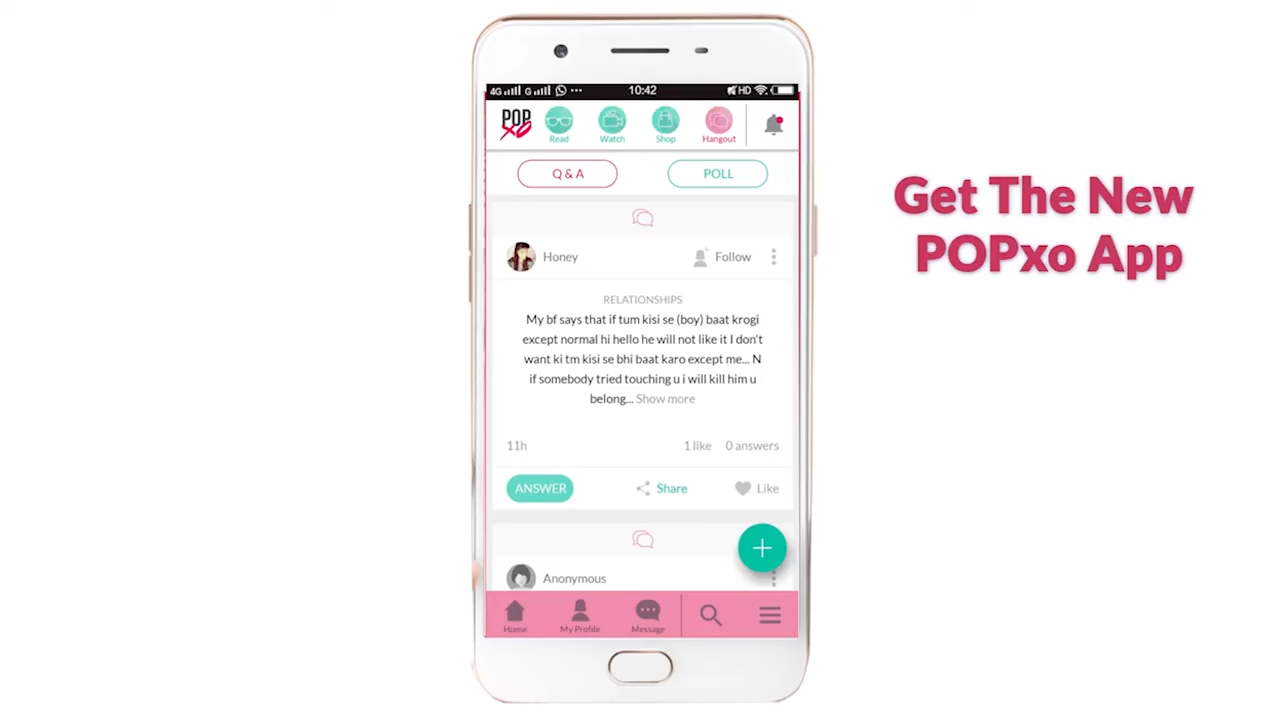 4G G 10:42 HD
POP
xo
Read Watch Shop Hangout
Q & A POLL
Honey Follow
RELATIONSHIPS
My bf says that if tum kisi se (boy) baat krogi
except normal hi hello he will not like it I don't
want ki tm kisi se bhi baat karo except me... N
if somebody tried touching u i will kill him u
belong... Show more
11h 1 like 0 answers
ANSWER Share Like
Anonymous
Home My Profile Message
Get The New
POPxo App